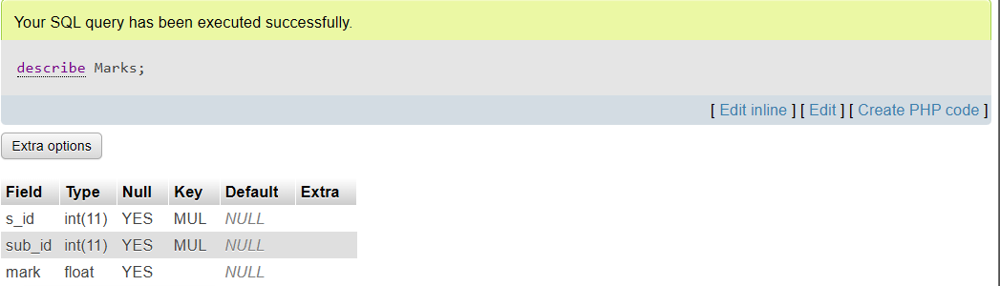 Your SQL query has been executed successfully.
describe Marks;
[ Edit inline ] [ Edit ] [ Create PHP code ]
Extra options
Field Type Null Key Default Extra
s_id int(11) YES MUL NULL
sub_id int(11) YES MUL NULL
mark float YES NULL